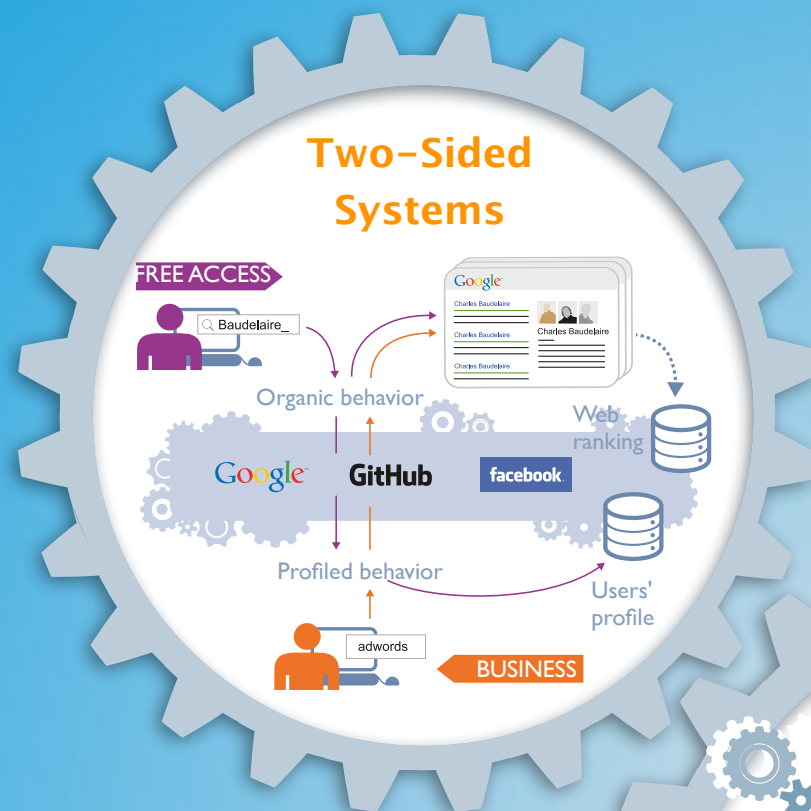 Two-Sided
Systems
FREE ACCESS
Baudelaire_
Google
Charles Baudelaire
Charles Baudelaire
Charles Baudelaire
Charles Baudelaire
Organic behavior
Web
ranking
Google
GitHub
facebook
Profiled behavior
Users'
profile
adwords
BUSINESS